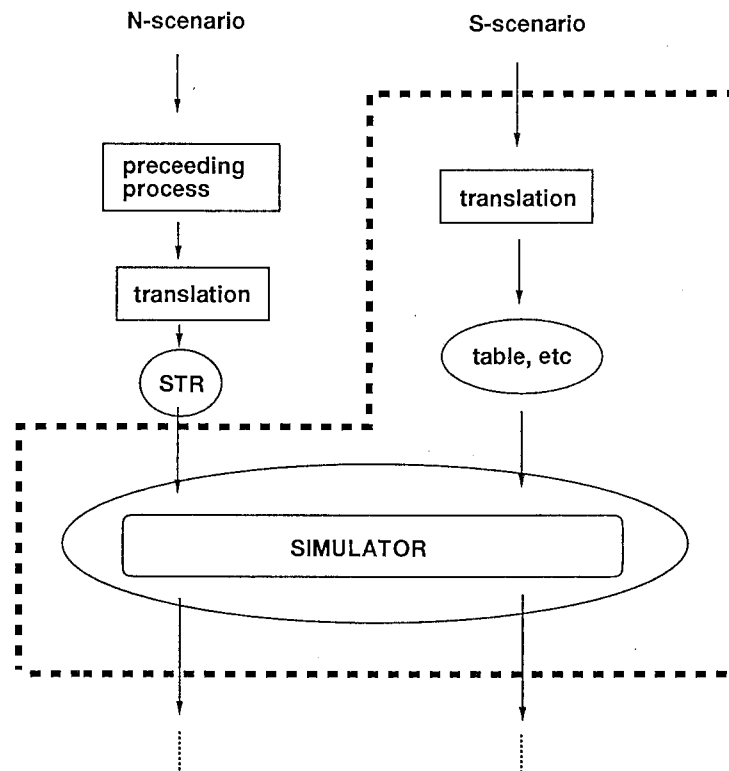 N-scenario
S-scenario
preceeding
process
translation
translation
STR
table, etc
SIMULATOR